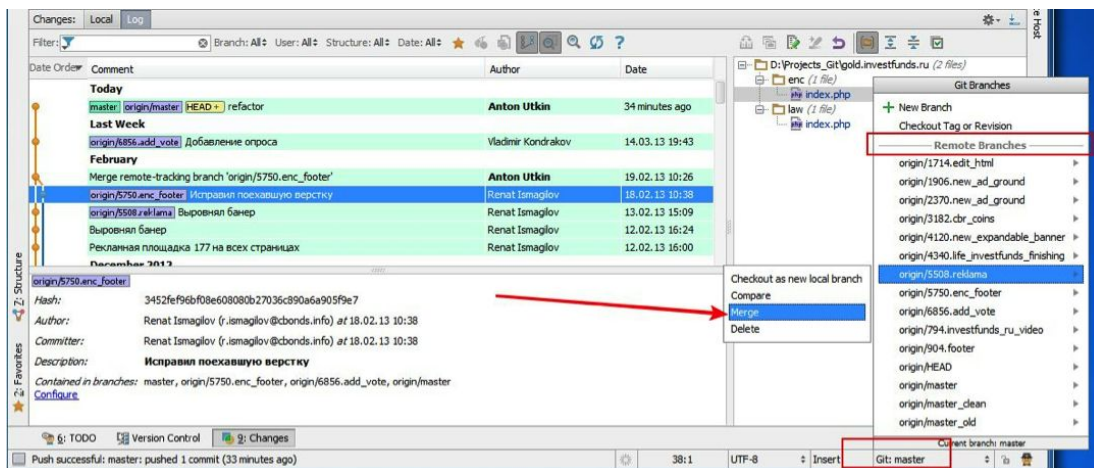 Changes: Local Log
Filter: Branch: All User: All Structure: All Date: All ?
Date Order Comment Author Date
Today
master origin/master HEAD + refactor Anton Utkin 34 minutes ago
Last Week
origin/6856.add_vote Добавление опроса Vladimir Kondrakov 14.03.13 19:43
February
Merge remote-tracking branch 'origin/5750.enc_footer' Anton Utkin 19.02.13 10:26
origin/5750.enc_footer Исправил поехавшую верстку Renat Ismagilov 18.02.13 10:38
origin/5508.reklama Выровнял банер Renat Ismagilov 13.02.13 15:09
Выровнял банер Renat Ismagilov 12.02.13 16:24
Рекламная площадка 177 на всех страницах Renat Ismagilov 12.02.13 16:00
December 2012
origin/5750.enc_footer
Hash: 3452fef96bf08e608080b27036c890a6a905f9e7
Author: Renat Ismagilov (r.ismagilov@cbonds.info) at 18.02.13 10:38
Committer: Renat Ismagilov (r.ismagilov@cbonds.info) at 18.02.13 10:38
Description: Исправил поехавшую верстку
Contained in branches: master, origin/5750.enc_footer, origin/6856.add_vote, origin/master
Configure
D:\Projects_Git\gold.investfunds.ru (2 files)
enc (1 file)
index.php
law (1 file)
index.php
Checkout as new local branch
Compare
Merge
Delete
Git Branches
New Branch
Checkout Tag or Revision
Remote Branches
origin/1714.edit_html
origin/1906.new_ad_ground
origin/2370.new_ad_ground
origin/3182.cbr_coins
origin/4120.new_expandable_banner
origin/4340.life_investfunds_finishing
origin/5508.reklama
origin/5750.enc_footer
origin/6856.add_vote
origin/794.investfunds_ru_video
origin/904.footer
origin/HEAD
origin/master
origin/master_clean
origin/master_old
Current branch: master
Z: Structure
2: Favorites
Host
6: TODO Version Control 9: Changes
Push successful: master: pushed 1 commit (33 minutes ago) 38:1 UTF-8 Insert Git: master